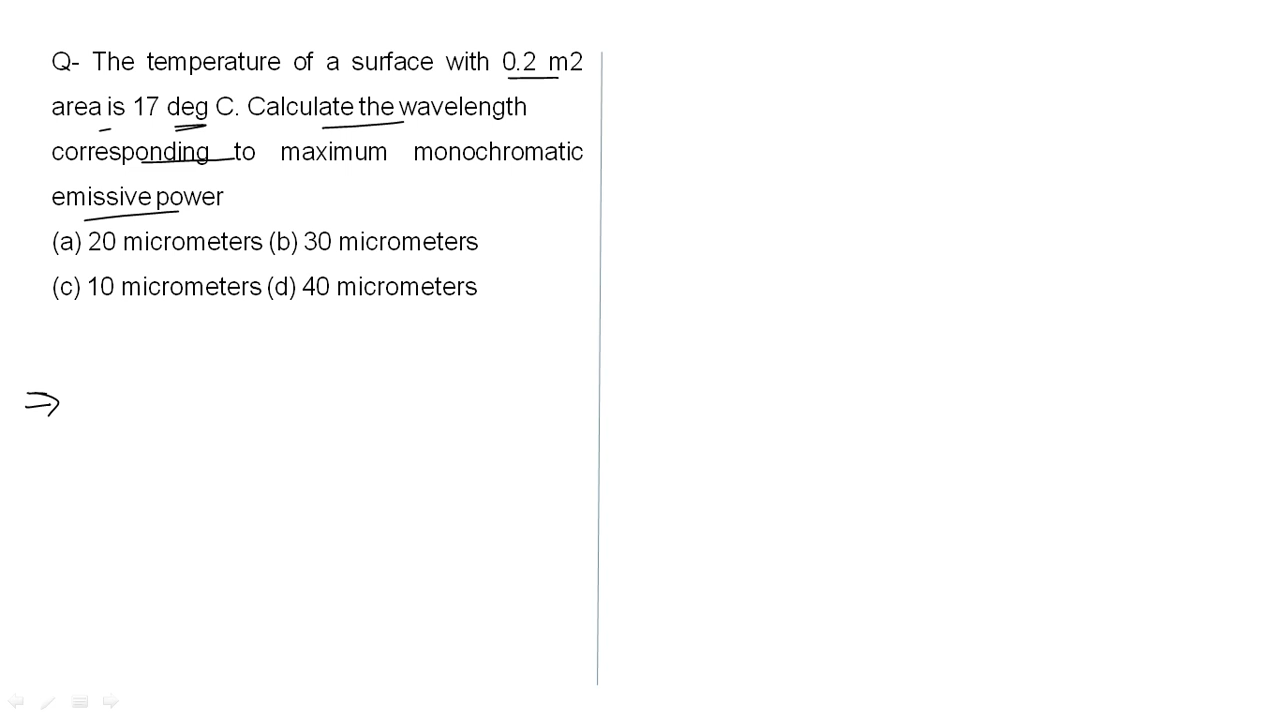 Q- The temperature of a surface with 0.2 m2
area is 17 deg C. Calculate the wavelength
corresponding to maximum monochromatic
emissive power
(a) 20 micrometers (b) 30 micrometers
(c) 10 micrometers (d) 40 micrometers
⇒